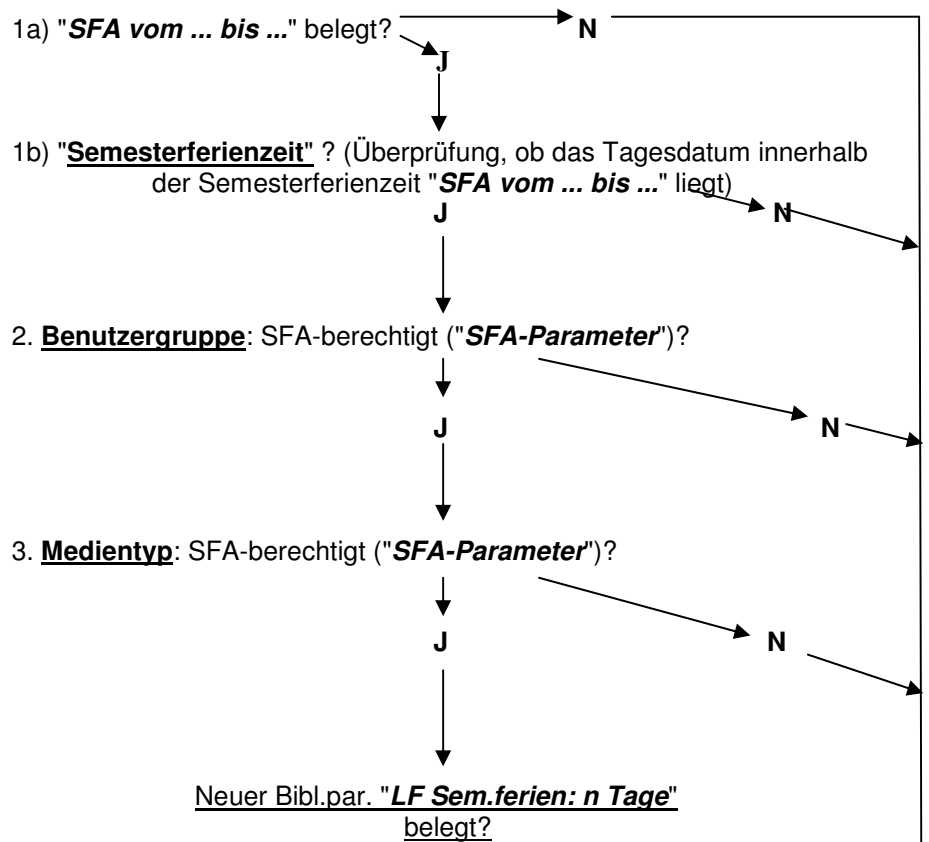 1a) "SFA vom ... bis ..." belegt? N
J
1b) "Semesterferienzeit" ? (Überprüfung, ob das Tagesdatum innerhalb
der Semesterferienzeit "SFA vom ... bis ..." liegt)
J N
2. Benutzergruppe: SFA-berechtigt ("SFA-Parameter")?
J N
3. Medientyp: SFA-berechtigt ("SFA-Parameter")?
J N
Neuer Bibl.par. "LF Sem.ferien: n Tage"
belegt?